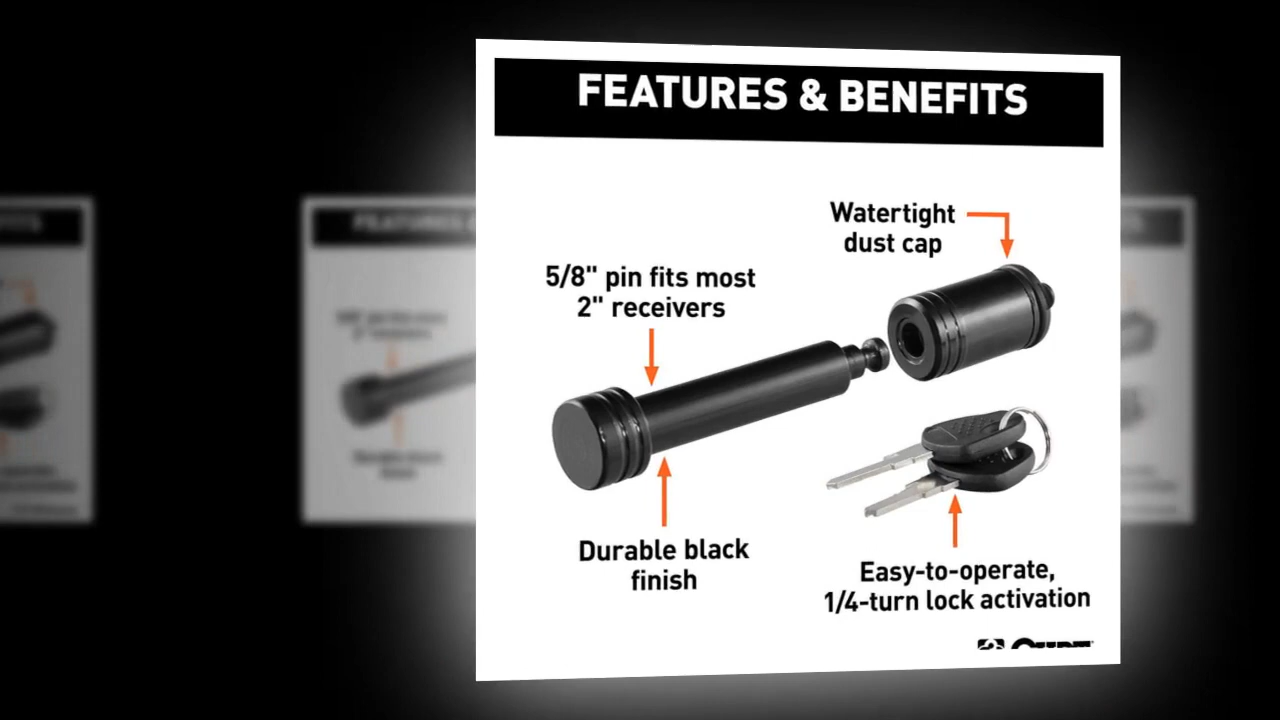 FEATURES & BENEFITS
Watertight
dust cap
5/8" pin fits most
2" receivers
Durable black
finish
Easy-to-operate,
1/4-turn lock activation